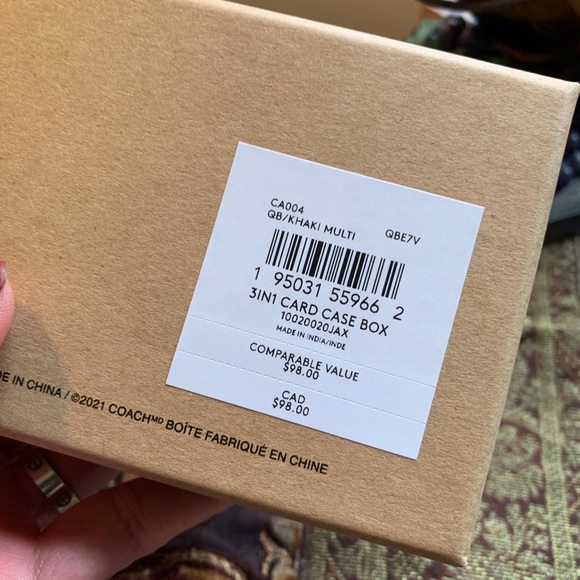 CA004
QB/KHAKI MULTI QBE7V
1 95031 55966 2
3IN1 CARD CASE BOX
10020020JAX
MADE IN INDIA/INDE
COMPARABLE VALUE
$98.00
CAD
$98.00
IN CHINA / ©2021 COACHᴹᴰ BOÎTE FABRIQUÉ EN CHINE